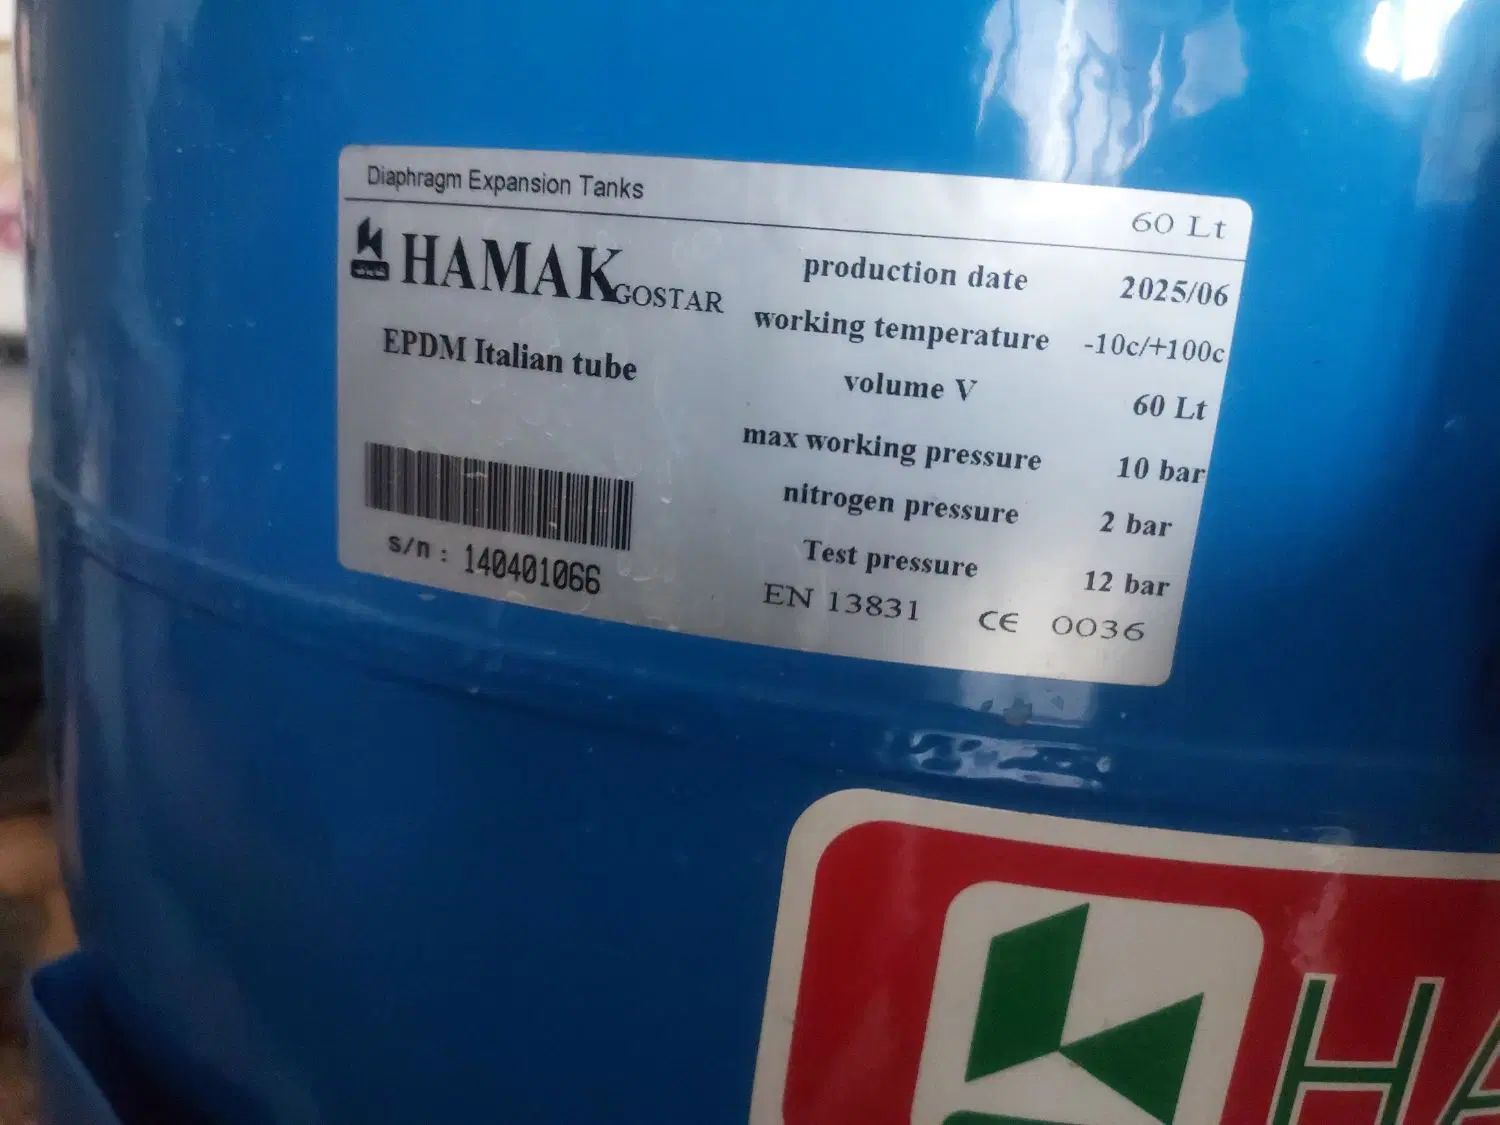 Diaphragm Expansion Tanks
60 Lt
HAMAK GOSTAR
EPDM Italian tube
s/n : 140401066
production date 2025/06
working temperature -10c/+100c
volume V 60 Lt
max working pressure 10 bar
nitrogen pressure 2 bar
Test pressure 12 bar
EN 13831 CE 0036
HA